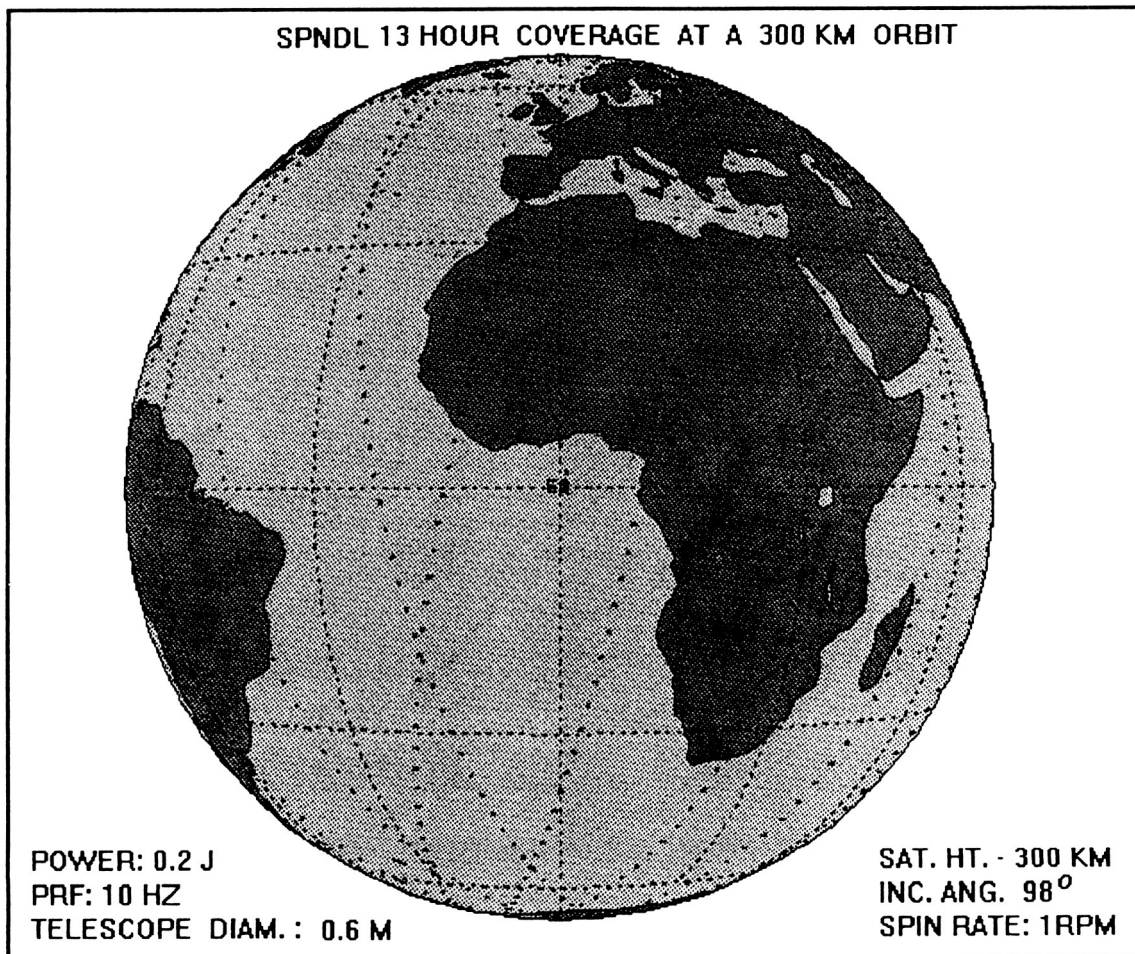 SPNDL 13 HOUR COVERAGE AT A 300 KM ORBIT
POWER: 0.2 J
PRF: 10 HZ
TELESCOPE DIAM. : 0.6 M
SAT. HT. - 300 KM
INC. ANG. 98°
SPIN RATE: 1RPM